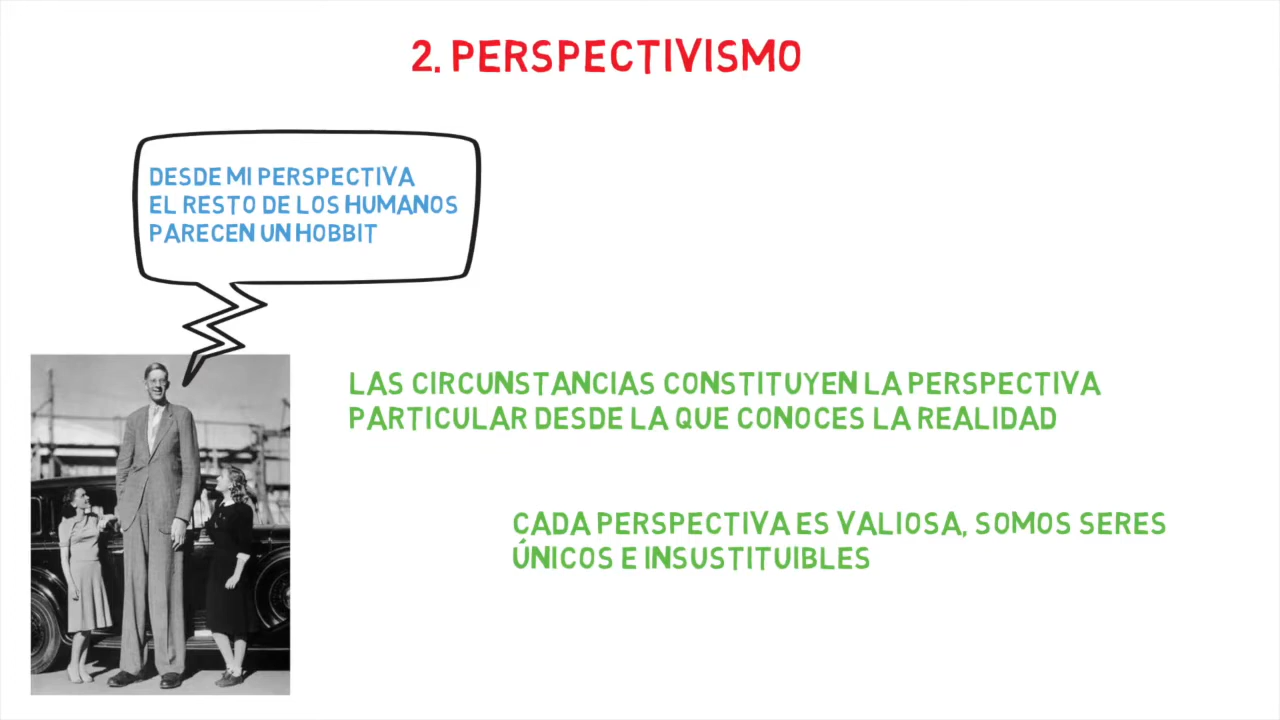 2. PERSPECTIVISMO
DESDE MI PERSPECTIVA
EL RESTO DE LOS HUMANOS
PARECEN UN HOBBIT
LAS CIRCUNSTANCIAS CONSTITUYEN LA PERSPECTIVA
PARTICULAR DESDE LA QUE CONOCES LA REALIDAD
CADA PERSPECTIVA ES VALIOSA, SOMOS SERES
ÚNICOS E INSUSTITUIBLES